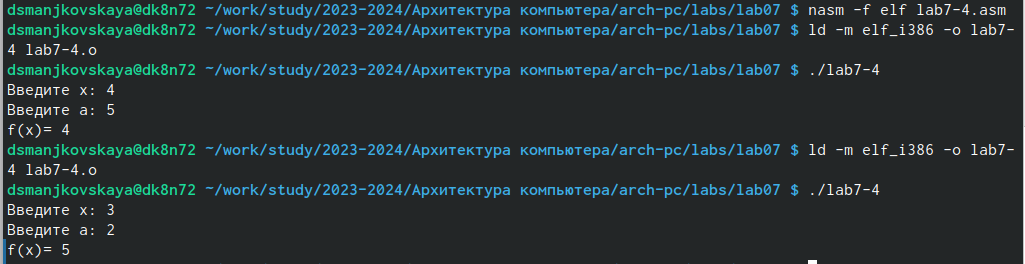 dsmanjkovskaya@dk8n72 ~/work/study/2023-2024/Архитектура компьютера/arch-pc/labs/lab07 $ nasm -f elf lab7-4.asm
dsmanjkovskaya@dk8n72 ~/work/study/2023-2024/Архитектура компьютера/arch-pc/labs/lab07 $ ld -m elf_i386 -o lab7-
4 lab7-4.o
dsmanjkovskaya@dk8n72 ~/work/study/2023-2024/Архитектура компьютера/arch-pc/labs/lab07 $ ./lab7-4
Введите x: 4
Введите a: 5
f(x)= 4
dsmanjkovskaya@dk8n72 ~/work/study/2023-2024/Архитектура компьютера/arch-pc/labs/lab07 $ ld -m elf_i386 -o lab7-
4 lab7-4.o
dsmanjkovskaya@dk8n72 ~/work/study/2023-2024/Архитектура компьютера/arch-pc/labs/lab07 $ ./lab7-4
Введите x: 3
Введите a: 2
f(x)= 5